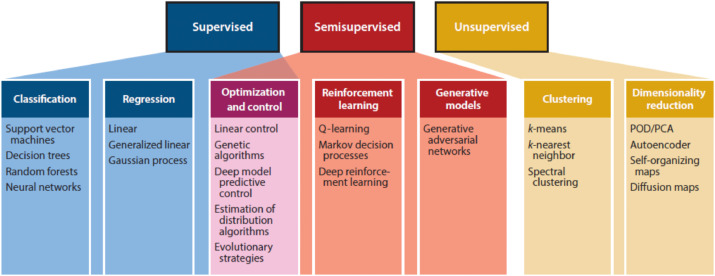 Supervised
Semisupervised
Unsupervised
Classification
Support vector
machines
Decision trees
Random forests
Neural networks
Regression
Linear
Generalized linear
Gaussian process
Optimization
and control
Linear control
Genetic
algorithms
Deep model
predictive
control
Estimation of
distribution
algorithms
Evolutionary
strategies
Reinforcement
learning
Q-learning
Markov decision
processes
Deep reinforce-
ment learning
Generative
models
Generative
adversarial
networks
Clustering
k-means
k-nearest
neighbor
Spectral
clustering
Dimensionality
reduction
POD/PCA
Autoencoder
Self-organizing
maps
Diffusion maps